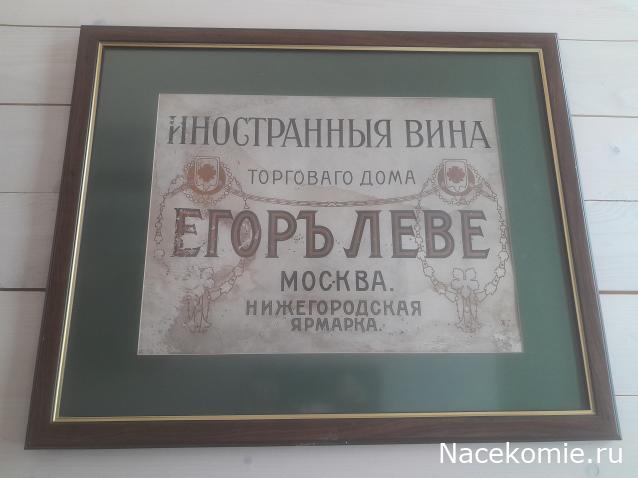 ИНОСТРАННЫЯ ВИНА
ТОРГОВАГО ДОМА
ЕГОРЪ ЛЕВЕ
МОСКВА.
НИЖЕГОРОДСКАЯ
ЯРМАРКА.
Nacekomie.ru